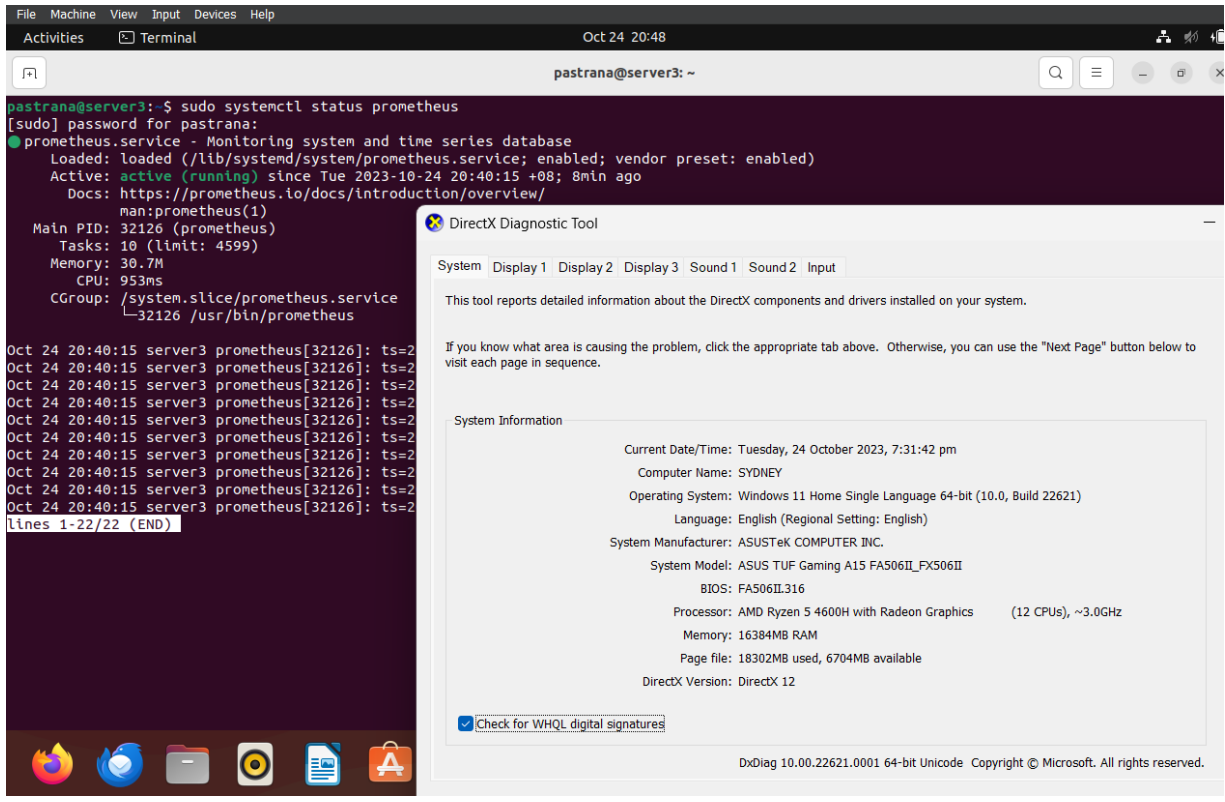 File Machine View Input Devices Help
Activities Terminal Oct 24 20:48
pastrana@server3: ~
pastrana@server3:~$ sudo systemctl status prometheus
[sudo] password for pastrana:
prometheus.service - Monitoring system and time series database
Loaded: loaded (/lib/systemd/system/prometheus.service; enabled; vendor preset: enabled)
Active: active (running) since Tue 2023-10-24 20:40:15 +08; 8min ago
Docs: https://prometheus.io/docs/introduction/overview/
man:prometheus(1)
Main PID: 32126 (prometheus)
Tasks: 10 (limit: 4599)
Memory: 30.7M
CPU: 953ms
CGroup: /system.slice/prometheus.service
└─32126 /usr/bin/prometheus
Oct 24 20:40:15 server3 prometheus[32126]: ts=2
Oct 24 20:40:15 server3 prometheus[32126]: ts=2
Oct 24 20:40:15 server3 prometheus[32126]: ts=2
Oct 24 20:40:15 server3 prometheus[32126]: ts=2
Oct 24 20:40:15 server3 prometheus[32126]: ts=2
Oct 24 20:40:15 server3 prometheus[32126]: ts=2
Oct 24 20:40:15 server3 prometheus[32126]: ts=2
Oct 24 20:40:15 server3 prometheus[32126]: ts=2
Oct 24 20:40:15 server3 prometheus[32126]: ts=2
Oct 24 20:40:15 server3 prometheus[32126]: ts=2
lines 1-22/22 (END)
DirectX Diagnostic Tool
System Display 1 Display 2 Display 3 Sound 1 Sound 2 Input
This tool reports detailed information about the DirectX components and drivers installed on your system.
If you know what area is causing the problem, click the appropriate tab above. Otherwise, you can use the "Next Page" button below to
visit each page in sequence.
System Information
Current Date/Time: Tuesday, 24 October 2023, 7:31:42 pm
Computer Name: SYDNEY
Operating System: Windows 11 Home Single Language 64-bit (10.0, Build 22621)
Language: English (Regional Setting: English)
System Manufacturer: ASUSTeK COMPUTER INC.
System Model: ASUS TUF Gaming A15 FA506II_FX506II
BIOS: FA506II.316
Processor: AMD Ryzen 5 4600H with Radeon Graphics (12 CPUs), ~3.0GHz
Memory: 16384MB RAM
Page file: 18302MB used, 6704MB available
DirectX Version: DirectX 12
Check for WHQL digital signatures
DxDiag 10.00.22621.0001 64-bit Unicode Copyright © Microsoft. All rights reserved.